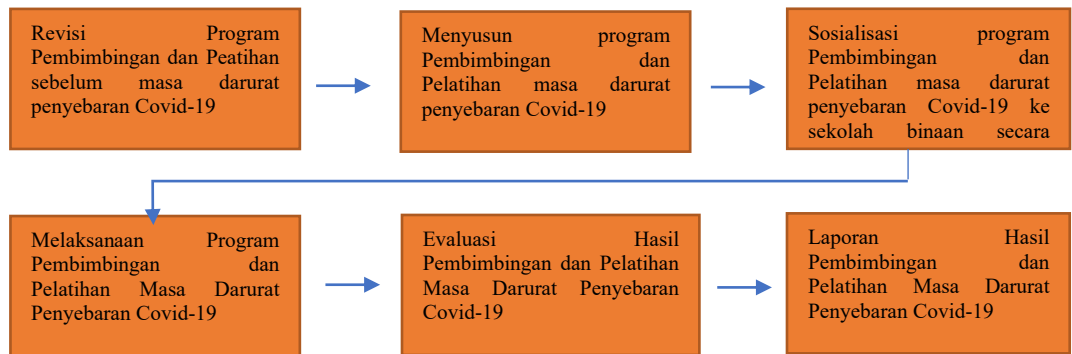 Revisi Program
Pembimbingan dan Peatihan
sebelum masa darurat
penyebaran Covid-19
Menyusun program
Pembimbingan dan
Pelatihan masa darurat
penyebaran Covid-19
Sosialisasi program
Pembimbingan dan
Pelatihan masa darurat
penyebaran Covid-19 ke
sekolah binaan secara
Melaksanaan Program
Pembimbingan dan
Pelatihan Masa Darurat
Penyebaran Covid-19
Evaluasi Hasil
Pembimbingan dan Pelatihan
Masa Darurat Penyebaran
Covid-19
Laporan Hasil
Pembimbingan dan
Pelatihan Masa Darurat
Penyebaran Covid-19